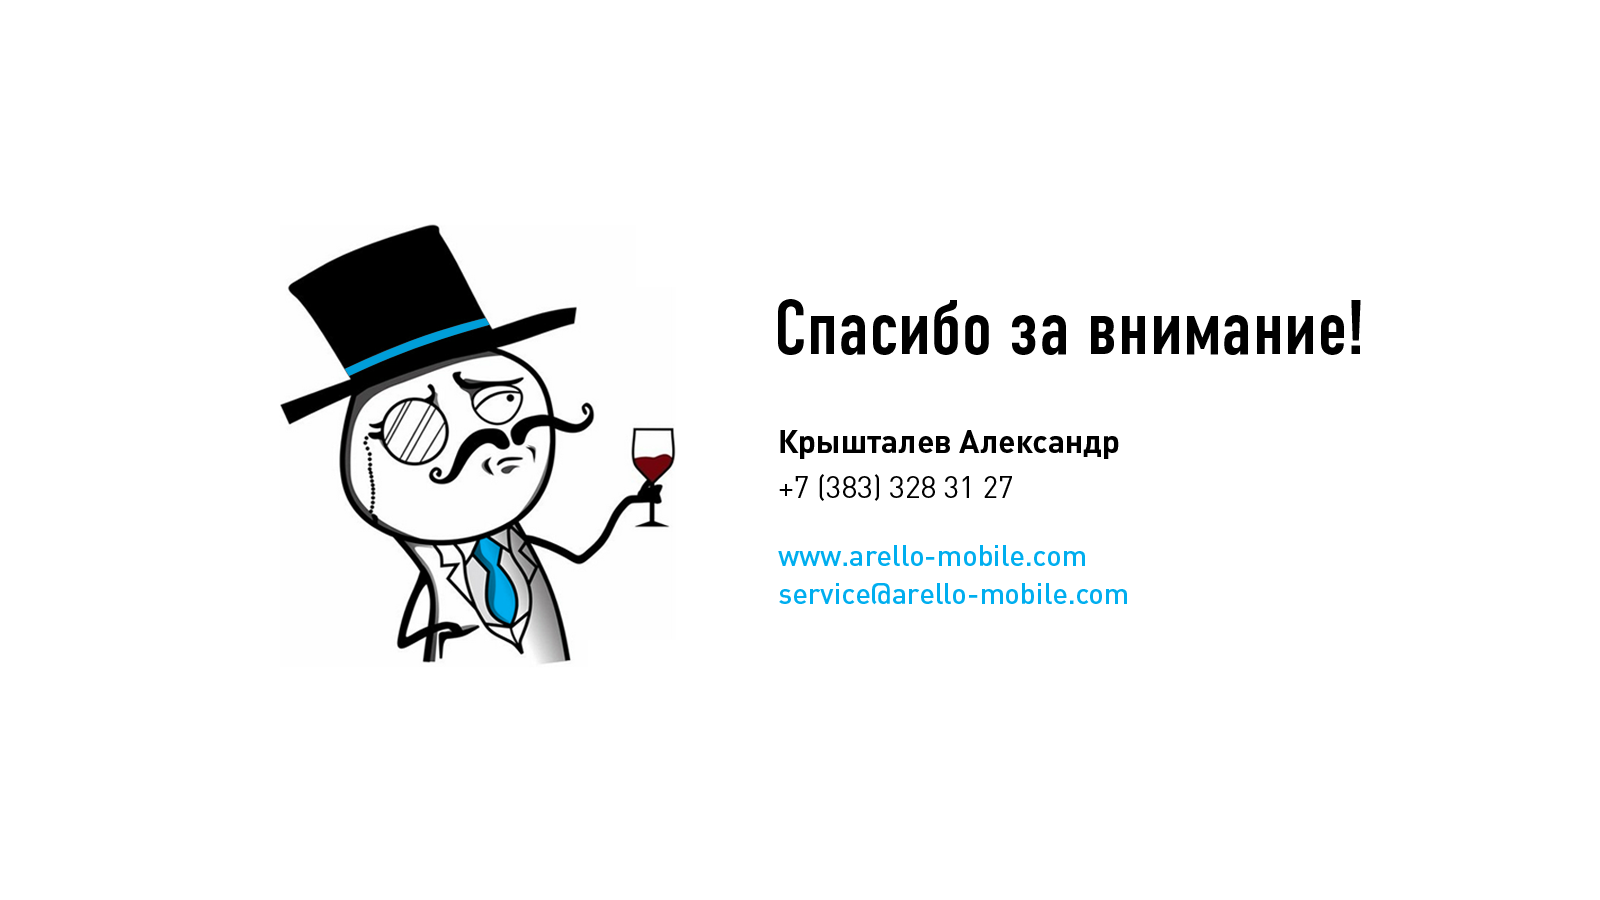 Спасибо за внимание!
Крышталев Александр
+7 (383) 328 31 27
www.arello-mobile.com
service@arello-mobile.com